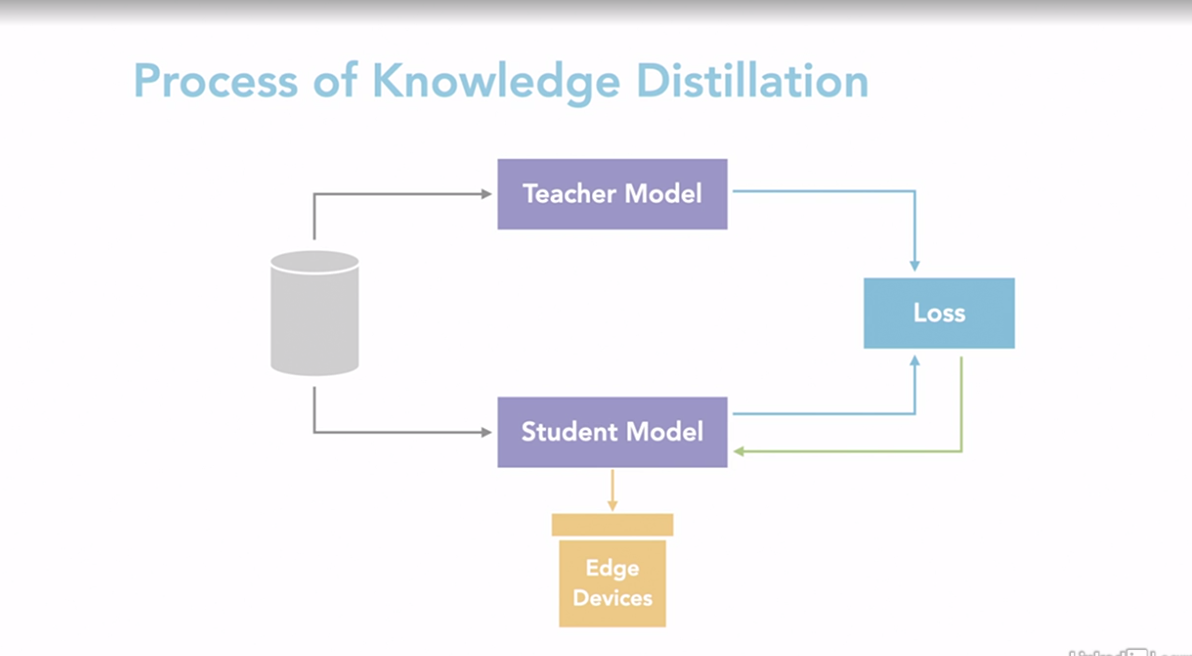 Process of Knowledge Distillation
Teacher Model
Loss
Student Model
Edge
Devices